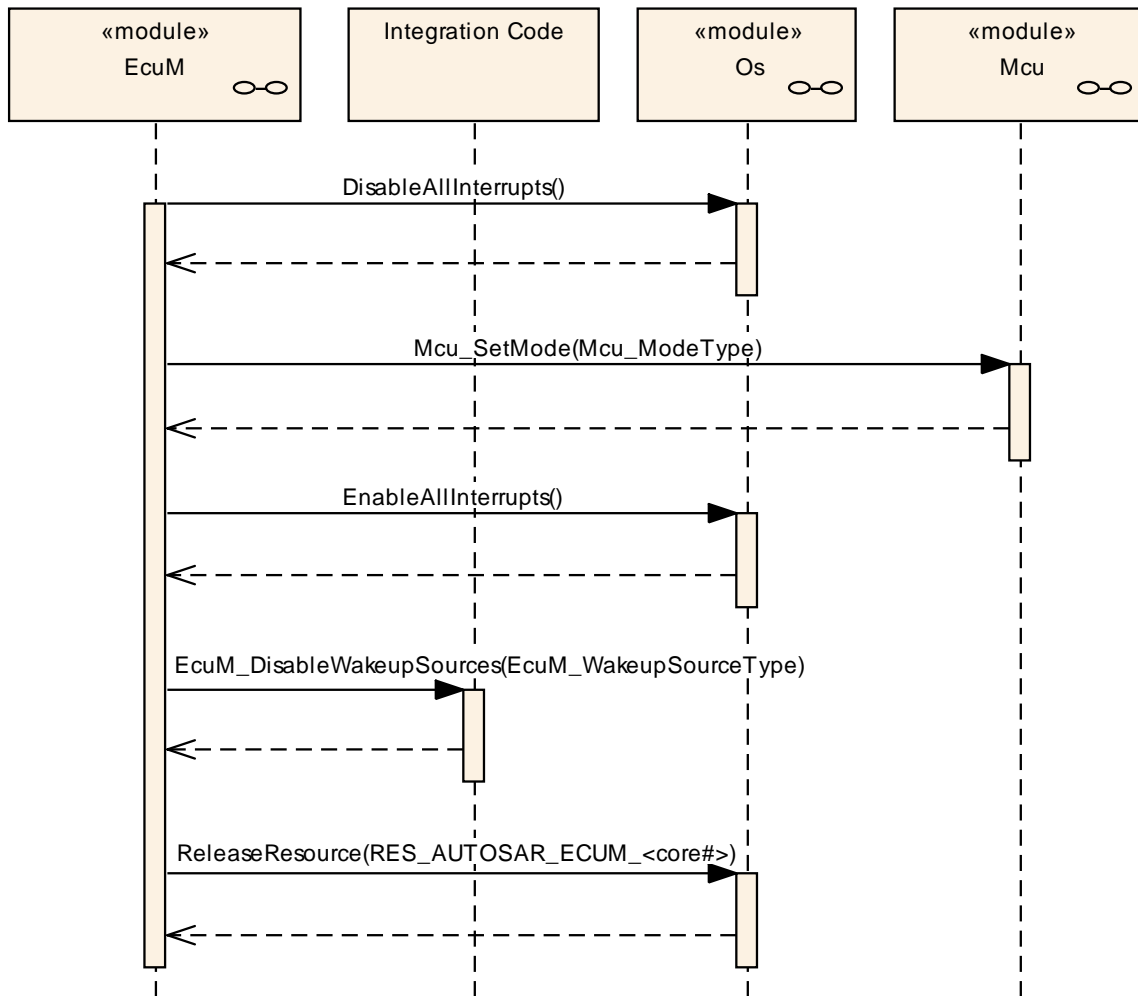 «module»
EcuM
Integration Code
«module»
Os
«module»
Mcu
DisableAllInterrupts()
Mcu_SetMode(Mcu_ModeType)
EnableAllInterrupts()
EcuM_DisableWakeupSources(EcuM_WakeupSourceType)
ReleaseResource(RES_AUTOSAR_ECUM_<core#>)